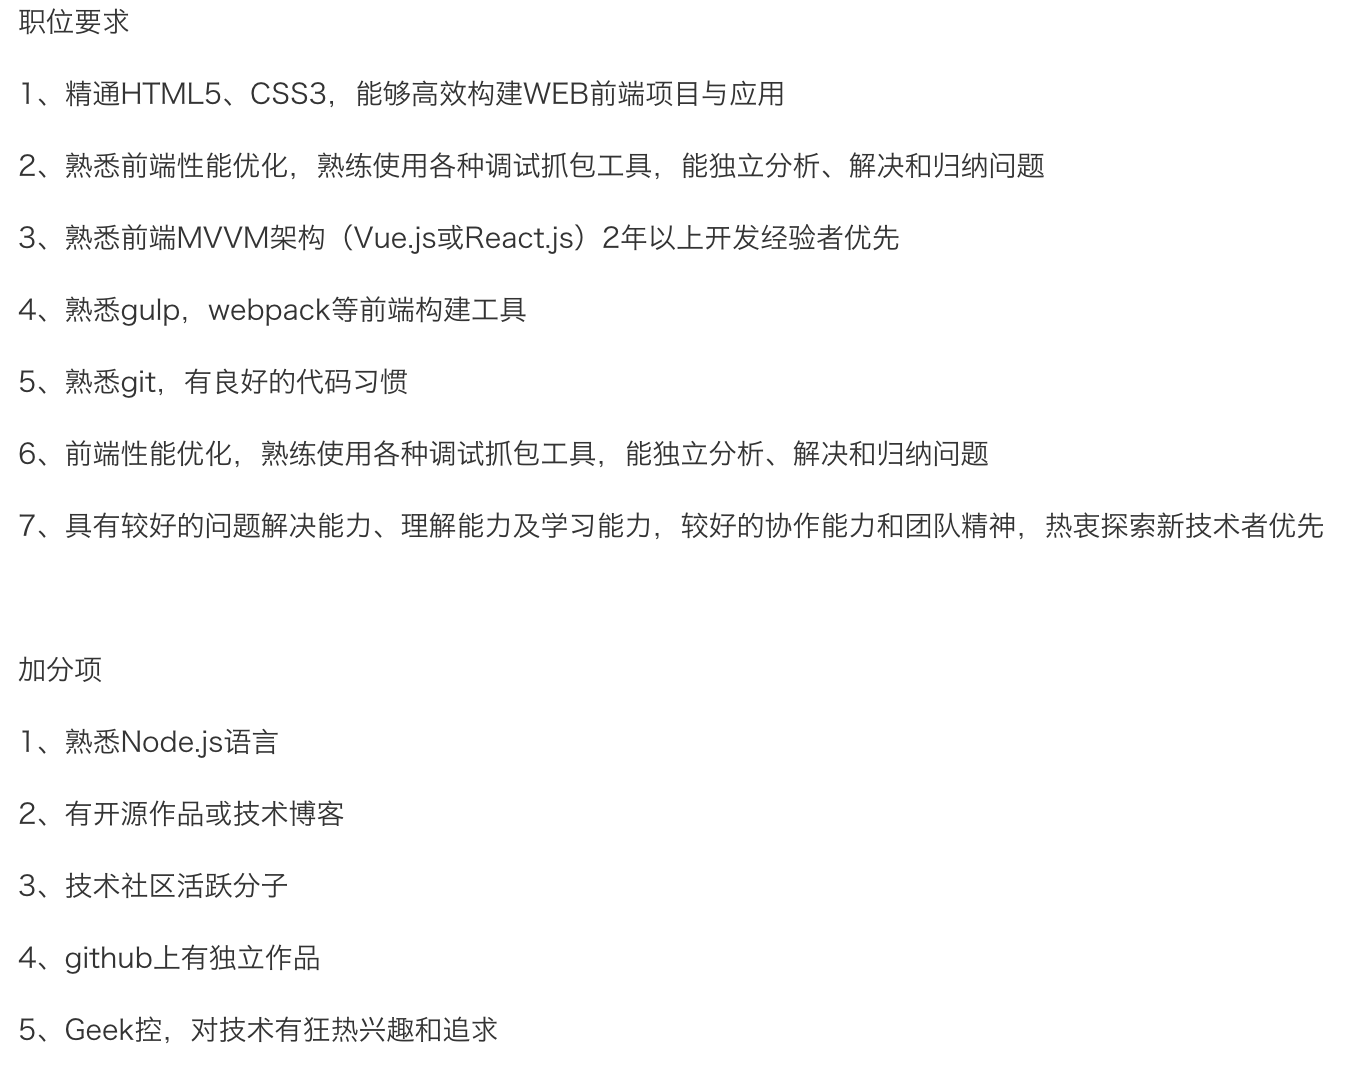 职位要求
1、精通HTML5、CSS3，能够高效构建WEB前端项目与应用
2、熟悉前端性能优化，熟练使用各种调试抓包工具，能独立分析、解决和归纳问题
3、熟悉前端MVVM架构（Vue.js或React.js）2年以上开发经验者优先
4、熟悉gulp，webpack等前端构建工具
5、熟悉git，有良好的代码习惯
6、前端性能优化，熟练使用各种调试抓包工具，能独立分析、解决和归纳问题
7、具有较好的问题解决能力、理解能力及学习能力，较好的协作能力和团队精神，热衷探索新技术者优先
加分项
1、熟悉Node.js语言
2、有开源作品或技术博客
3、技术社区活跃分子
4、github上有独立作品
5、Geek控，对技术有狂热兴趣和追求